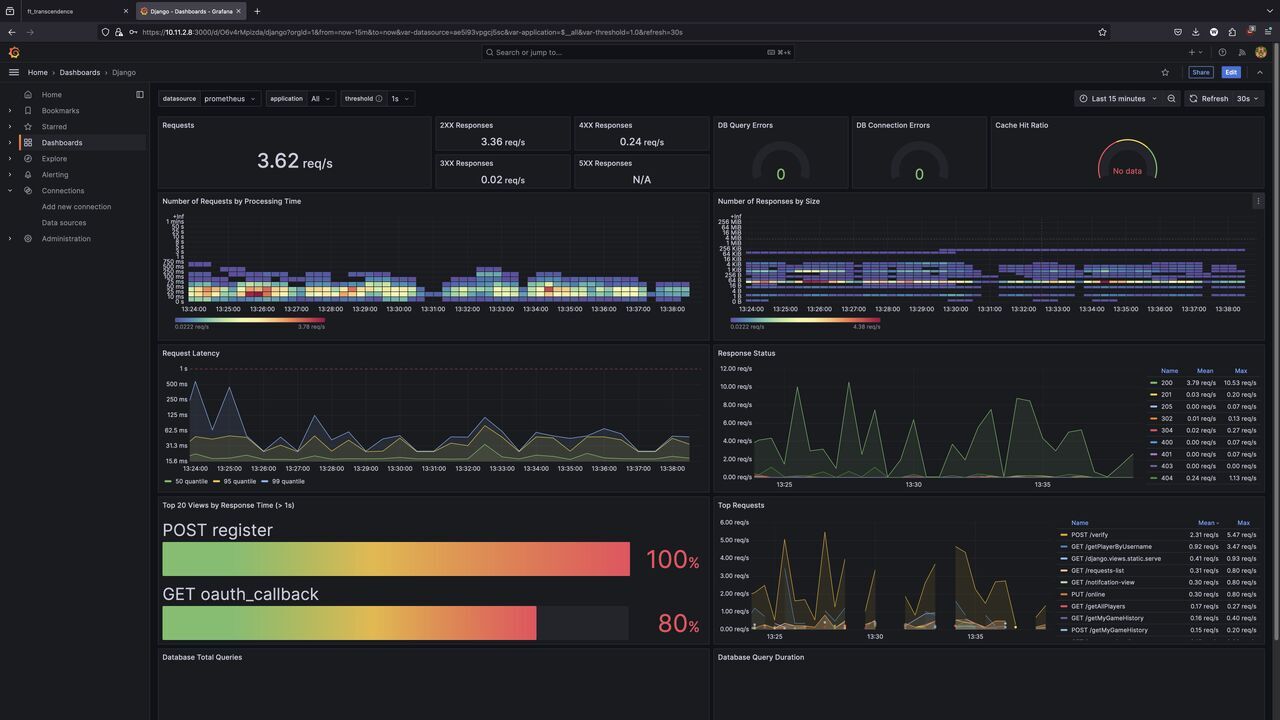 ft_transcendence
Django - Dashboards - Grafana
https://10.11.2.8:3000/d/O6v4rMpizda/django?orgId=1&from=now-15m&to=now&var-datasource=ae5i93vpgcj5sc&var-application=$__all&var-threshold=1.0&refresh=30s
Search or jump to...
⌘+k
Home › Dashboards › Django
Share
Edit
Home
Bookmarks
Starred
Dashboards
Explore
Alerting
Connections
Add new connection
Data sources
Administration
datasource prometheus application All threshold 1s
Last 15 minutes
Refresh 30s
Requests
3.62 req/s
2XX Responses
3.36 req/s
4XX Responses
0.24 req/s
3XX Responses
0.02 req/s
5XX Responses
N/A
DB Query Errors
0
DB Connection Errors
0
Cache Hit Ratio
No data
Number of Requests by Processing Time
+Inf
1 mins
750 ms
10 ms
0 ms
13:24:00 13:25:00 13:26:00 13:27:00 13:28:00 13:29:00 13:30:00 13:31:00 13:32:00 13:33:00 13:34:00 13:35:00 13:36:00 13:37:00 13:38:00
0.0222 req/s 3.78 req/s
Number of Responses by Size
+Inf
256 MiB
64 MiB
16 MiB
4 MiB
1 MiB
256 KiB
64 KiB
16 KiB
4 KiB
1 KiB
256 B
64 B
16 B
4 B
1 B
0 B
13:24:00 13:25:00 13:26:00 13:27:00 13:28:00 13:29:00 13:30:00 13:31:00 13:32:00 13:33:00 13:34:00 13:35:00 13:36:00 13:37:00 13:38:00
0.0222 req/s 4.38 req/s
Request Latency
1 s
500 ms
250 ms
125 ms
62.5 ms
31.3 ms
15.6 ms
13:24:00 13:25:00 13:26:00 13:27:00 13:28:00 13:29:00 13:30:00 13:31:00 13:32:00 13:33:00 13:34:00 13:35:00 13:36:00 13:37:00 13:38:00
50 quantile 95 quantile 99 quantile
Response Status
12.00 req/s
10.00 req/s
8.00 req/s
6.00 req/s
4.00 req/s
2.00 req/s
0.00 req/s
13:25 13:30 13:35
Name Mean Max
200 3.79 req/s 10.53 req/s
201 0.03 req/s 0.20 req/s
205 0.00 req/s 0.07 req/s
302 0.01 req/s 0.13 req/s
304 0.02 req/s 0.27 req/s
400 0.00 req/s 0.07 req/s
401 0.00 req/s 0.07 req/s
403 0.00 req/s 0.00 req/s
404 0.24 req/s 1.13 req/s
Top 20 Views by Response Time (> 1s)
POST register
100%
GET oauth_callback
80%
Top Requests
6.00 req/s
5.00 req/s
4.00 req/s
3.00 req/s
2.00 req/s
1.00 req/s
0.00 req/s
13:25 13:30 13:35
Name Mean Max
POST /verify 2.31 req/s 5.47 req/s
GET /getPlayerByUsername 0.92 req/s 3.47 req/s
GET /django.views.static.serve 0.41 req/s 0.93 req/s
GET /requests-list 0.31 req/s 0.80 req/s
GET /notifcation-view 0.30 req/s 0.80 req/s
PUT /online 0.30 req/s 0.80 req/s
GET /getAllPlayers 0.17 req/s 0.27 req/s
GET /getMyGameHistory 0.16 req/s 0.40 req/s
POST /getMyGameHistory 0.15 req/s 0.20 req/s
Database Total Queries
Database Query Duration